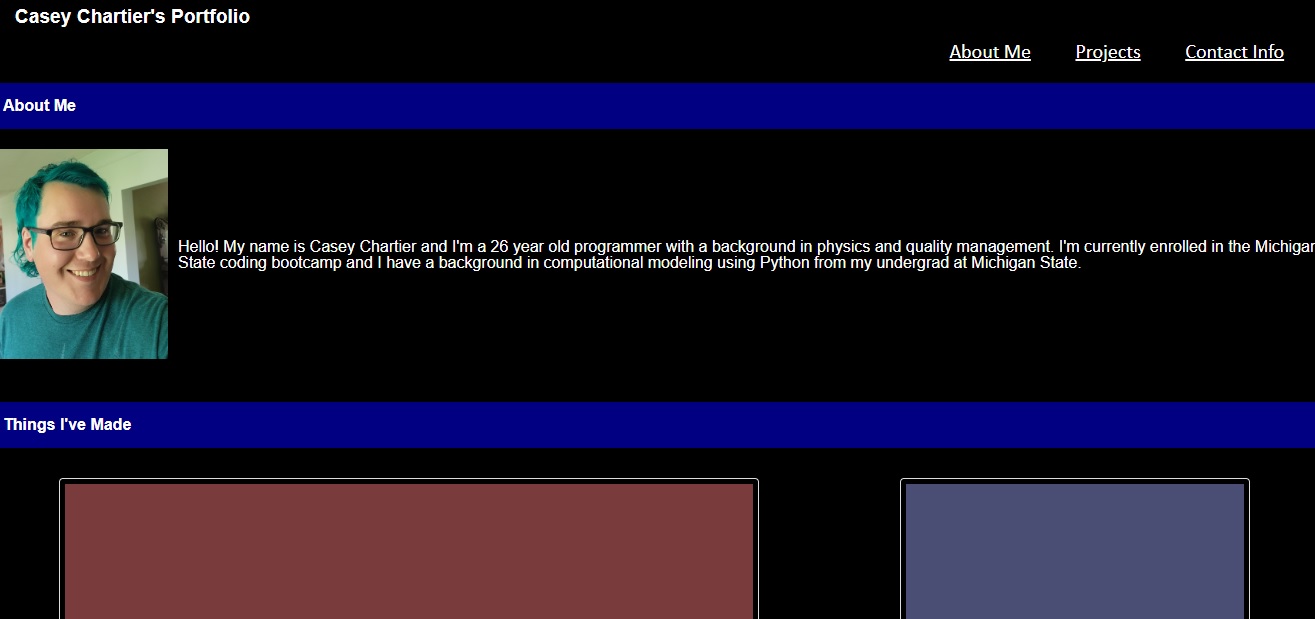 Casey Chartier's Portfolio
About Me Projects Contact Info
About Me
Hello! My name is Casey Chartier and I'm a 26 year old programmer with a background in physics and quality management. I'm currently enrolled in the Michigan
State coding bootcamp and I have a background in computational modeling using Python from my undergrad at Michigan State.
Things I've Made